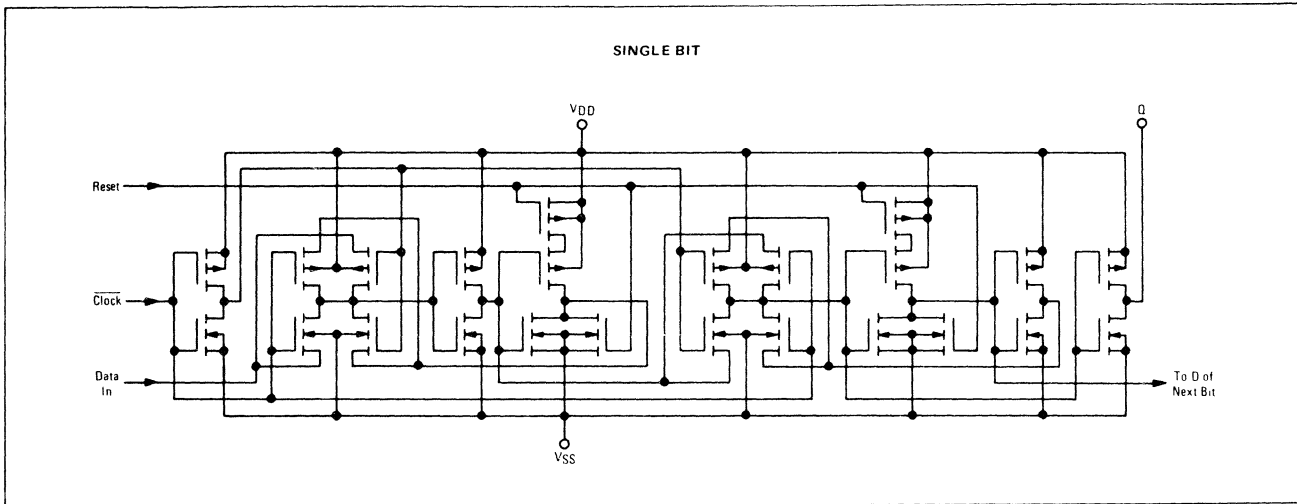 SINGLE BIT
VDD
Q
Reset
Clock
Data
In
To D of
Next Bit
VSS